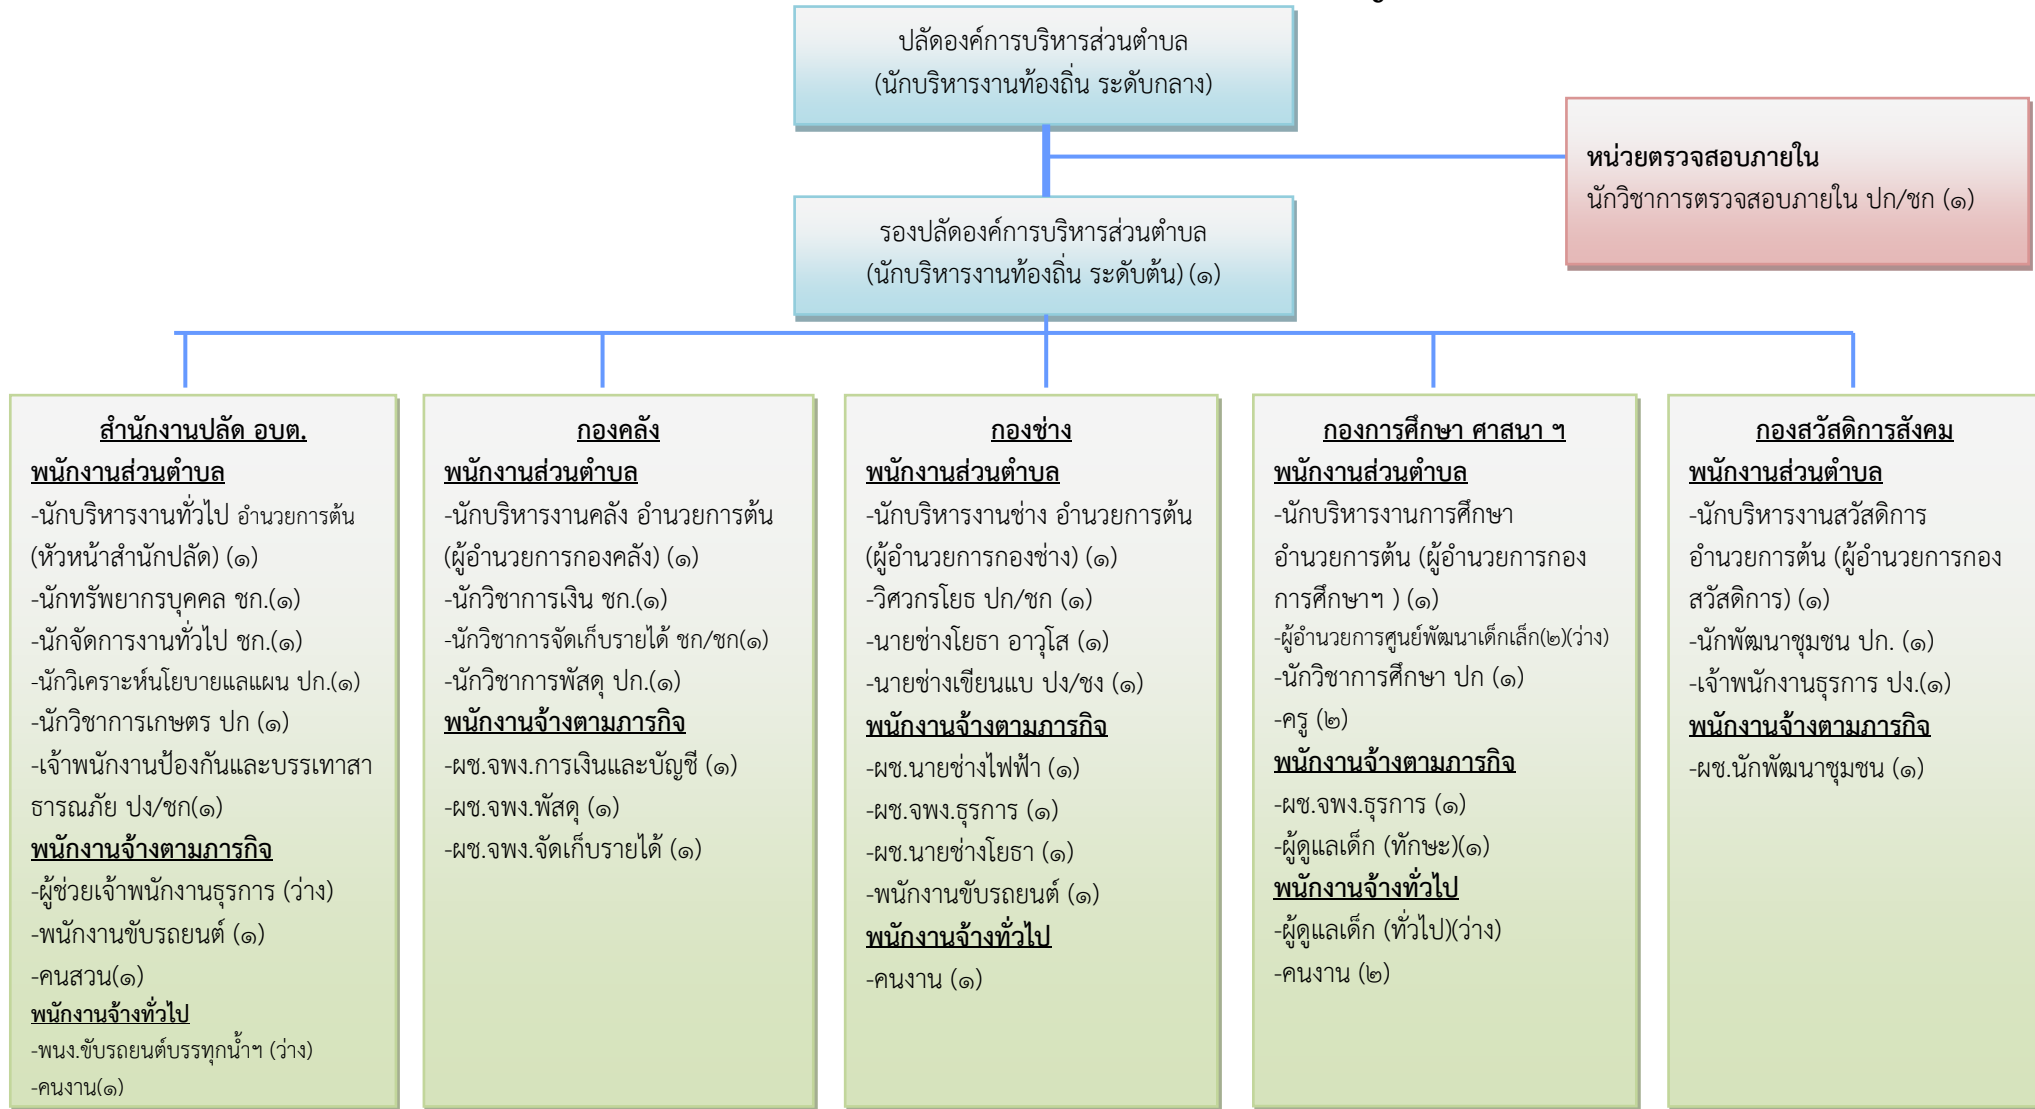 ปลัดองค์การบริหารส่วนตำบล
(นักบริหารงานท้องถิ่น ระดับกลาง)
หน่วยตรวจสอบภายใน
นักวิชาการตรวจสอบภายใน ปก/ชก (๑)
รองปลัดองค์การบริหารส่วนตำบล
(นักบริหารงานท้องถิ่น ระดับต้น) (๑)
สำนักงานปลัด อบต.
พนักงานส่วนตำบล
-นักบริหารงานทั่วไป อำนวยการต้น
(หัวหน้าสำนักปลัด) (๑)
-นักทรัพยากรบุคคล ชก.(๑)
-นักจัดการงานทั่วไป ชก.(๑)
-นักวิเคราะห์นโยบายแลแผน ปก.(๑)
-นักวิชาการเกษตร ปก (๑)
-เจ้าพนักงานป้องกันและบรรเทาสา
ธารณภัย ปง/ชก(๑)
พนักงานจ้างตามภารกิจ
-ผู้ช่วยเจ้าพนักงานธุรการ (ว่าง)
-พนักงานขับรถยนต์ (๑)
-คนสวน(๑)
พนักงานจ้างทั่วไป
-พนง.ขับรถยนต์บรรทุกน้ำฯ (ว่าง)
-คนงาน(๑)
กองคลัง
พนักงานส่วนตำบล
-นักบริหารงานคลัง อำนวยการต้น
(ผู้อำนวยการกองคลัง) (๑)
-นักวิชาการเงิน ชก.(๑)
-นักวิชาการจัดเก็บรายได้ ชก/ชก(๑)
-นักวิชาการพัสดุ ปก.(๑)
พนักงานจ้างตามภารกิจ
-ผช.จพง.การเงินและบัญชี (๑)
-ผช.จพง.พัสดุ (๑)
-ผช.จพง.จัดเก็บรายได้ (๑)
กองช่าง
พนักงานส่วนตำบล
-นักบริหารงานช่าง อำนวยการต้น
(ผู้อำนวยการกองช่าง) (๑)
-วิศวกรโยธ ปก/ชก (๑)
-นายช่างโยธา อาวุโส (๑)
-นายช่างเขียนแบ ปง/ชง (๑)
พนักงานจ้างตามภารกิจ
-ผช.นายช่างไฟฟ้า (๑)
-ผช.จพง.ธุรการ (๑)
-ผช.นายช่างโยธา (๑)
-พนักงานขับรถยนต์ (๑)
พนักงานจ้างทั่วไป
-คนงาน (๑)
กองการศึกษา ศาสนา ฯ
พนักงานส่วนตำบล
-นักบริหารงานการศึกษา
อำนวยการต้น (ผู้อำนวยการกอง
การศึกษาฯ ) (๑)
-ผู้อำนวยการศูนย์พัฒนาเด็กเล็ก(๒)(ว่าง)
-นักวิชาการศึกษา ปก (๑)
-ครู (๒)
พนักงานจ้างตามภารกิจ
-ผช.จพง.ธุรการ (๑)
-ผู้ดูแลเด็ก (ทักษะ)(๑)
พนักงานจ้างทั่วไป
-ผู้ดูแลเด็ก (ทั่วไป)(ว่าง)
-คนงาน (๒)
กองสวัสดิการสังคม
พนักงานส่วนตำบล
-นักบริหารงานสวัสดิการ
อำนวยการต้น (ผู้อำนวยการกอง
สวัสดิการ) (๑)
-นักพัฒนาชุมชน ปก. (๑)
-เจ้าพนักงานธุรการ ปง.(๑)
พนักงานจ้างตามภารกิจ
-ผช.นักพัฒนาชุมชน (๑)